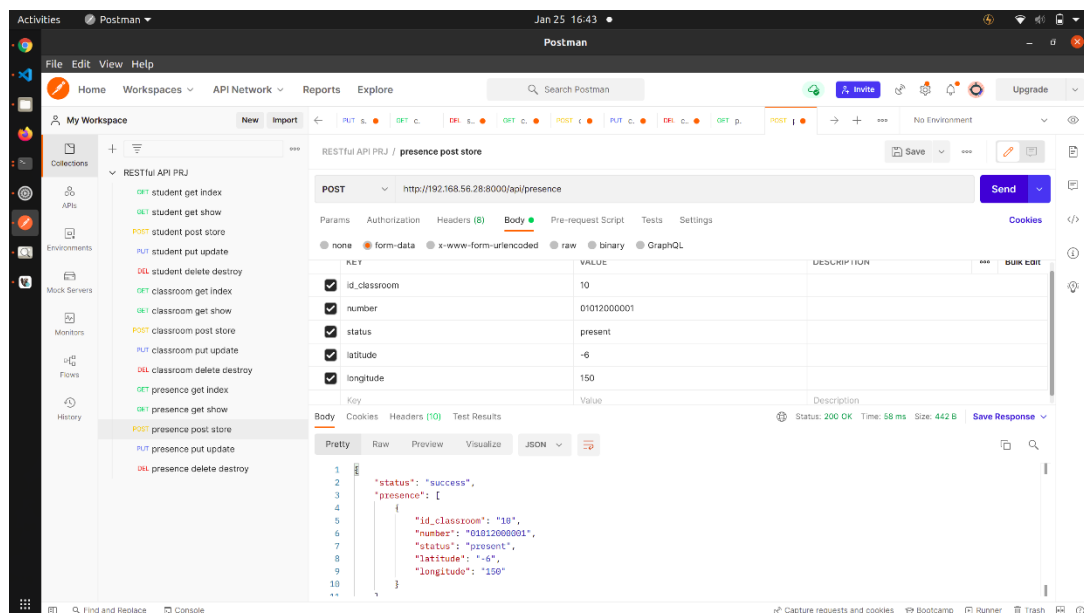 Activities Postman Jan 25 16:43
Postman
File Edit View Help
Home Workspaces API Network Reports Explore Search Postman Invite Upgrade
My Workspace New Import PUT s. GET c. DEL s.. GET c. POST ( PUT c. DEL c.. GET p. POST No Environment
Collections
APIs
Environments
Mock Servers
Monitors
Flows
History
RESTful API PRJ
GET student get index
GET student get show
POST student post store
PUT student put update
DEL student delete destroy
GET classroom get index
GET classroom get show
POST classroom post store
PUT classroom put update
DEL classroom delete destroy
GET presence get index
GET presence get show
POST presence post store
PUT presence put update
DEL presence delete destroy
RESTful API PRJ / presence post store Save
POST http://192.168.56.28:8000/api/presence Send
Params Authorization Headers (8) Body Pre-request Script Tests Settings Cookies
none form-data x-www-form-urlencoded raw binary GraphQL
KEY VALUE DESCRIPTION Bulk Edit
id_classroom 10
number 01012000001
status present
latitude -6
longitude 150
Key Value Description
Body Cookies Headers (10) Test Results Status: 200 OK Time: 58 ms Size: 442 B Save Response
Pretty Raw Preview Visualize JSON
1 {
2 "status": "success",
3 "presence": [
4 {
5 "id_classroom": "10",
6 "number": "01012000001",
7 "status": "present",
8 "latitude": "-6",
9 "longitude": "150"
10 }
11 ]
Find and Replace Console Capture requests and cookies Bootcamp Runner Trash